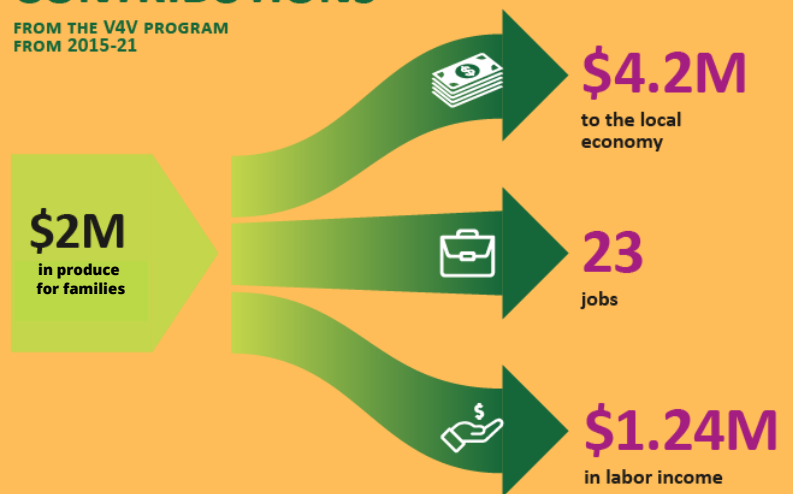 FROM THE V4V PROGRAM
FROM 2015-21
$2M
in produce
for families
$
$4.2M
to the local
economy
23
jobs
$
$1.24M
in labor income